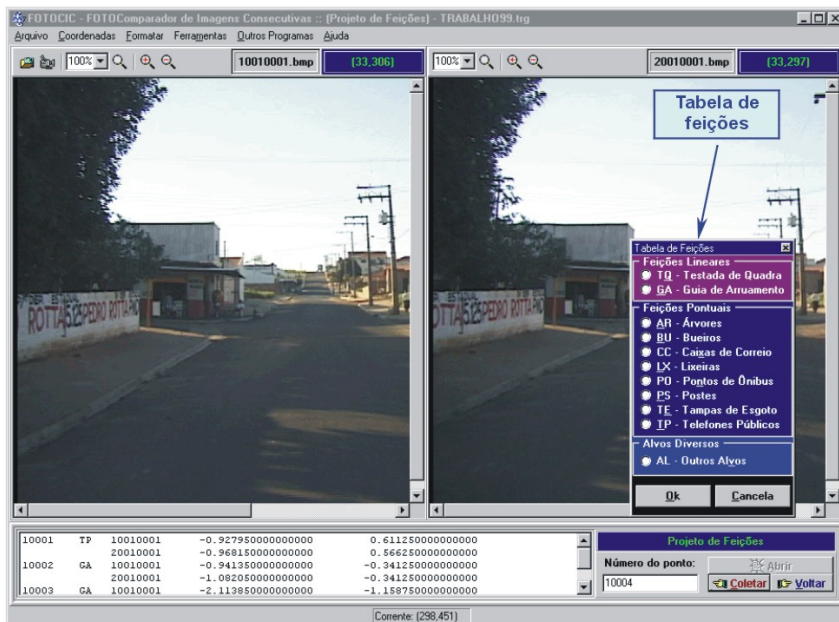 FOTOCIC - FOTOComparador de Imagens Consecutivas :: (Projeto de Feições) - TRABALHO99.trg
Arquivo Coordenadas Formatar Ferramentas Outros Programas Ajuda
100% 10010001.bmp (33,306) 100% 20010001.bmp (33,297)
Tabela de
feições
Tabela de Feições
Feições Lineares
TQ - Testada de Quadra
GA - Guia de Arruamento
Feições Pontuais
AR - Árvores
BU - Bueiros
CC - Caixas de Correio
LX - Lixeiras
PO - Pontos de Ônibus
PS - Postes
TE - Tampas de Esgoto
TP - Telefones Públicos
Alvos Diversos
AL - Outros Alvos
Ok Cancela
ROTTA 5125 PEDRO ROTTA
10001 TP 10010001 -0.927950000000000 0.611250000000000
20010001 -0.968150000000000 0.566250000000000
10002 GA 10010001 -0.941350000000000 -0.341250000000000
20010001 -1.082050000000000 -0.341250000000000
10003 GA 10010001 -2.113850000000000 -1.158750000000000
Projeto de Feições
Número do ponto: Abrir
10004 Coletar Voltar
Corrente: (298,451)